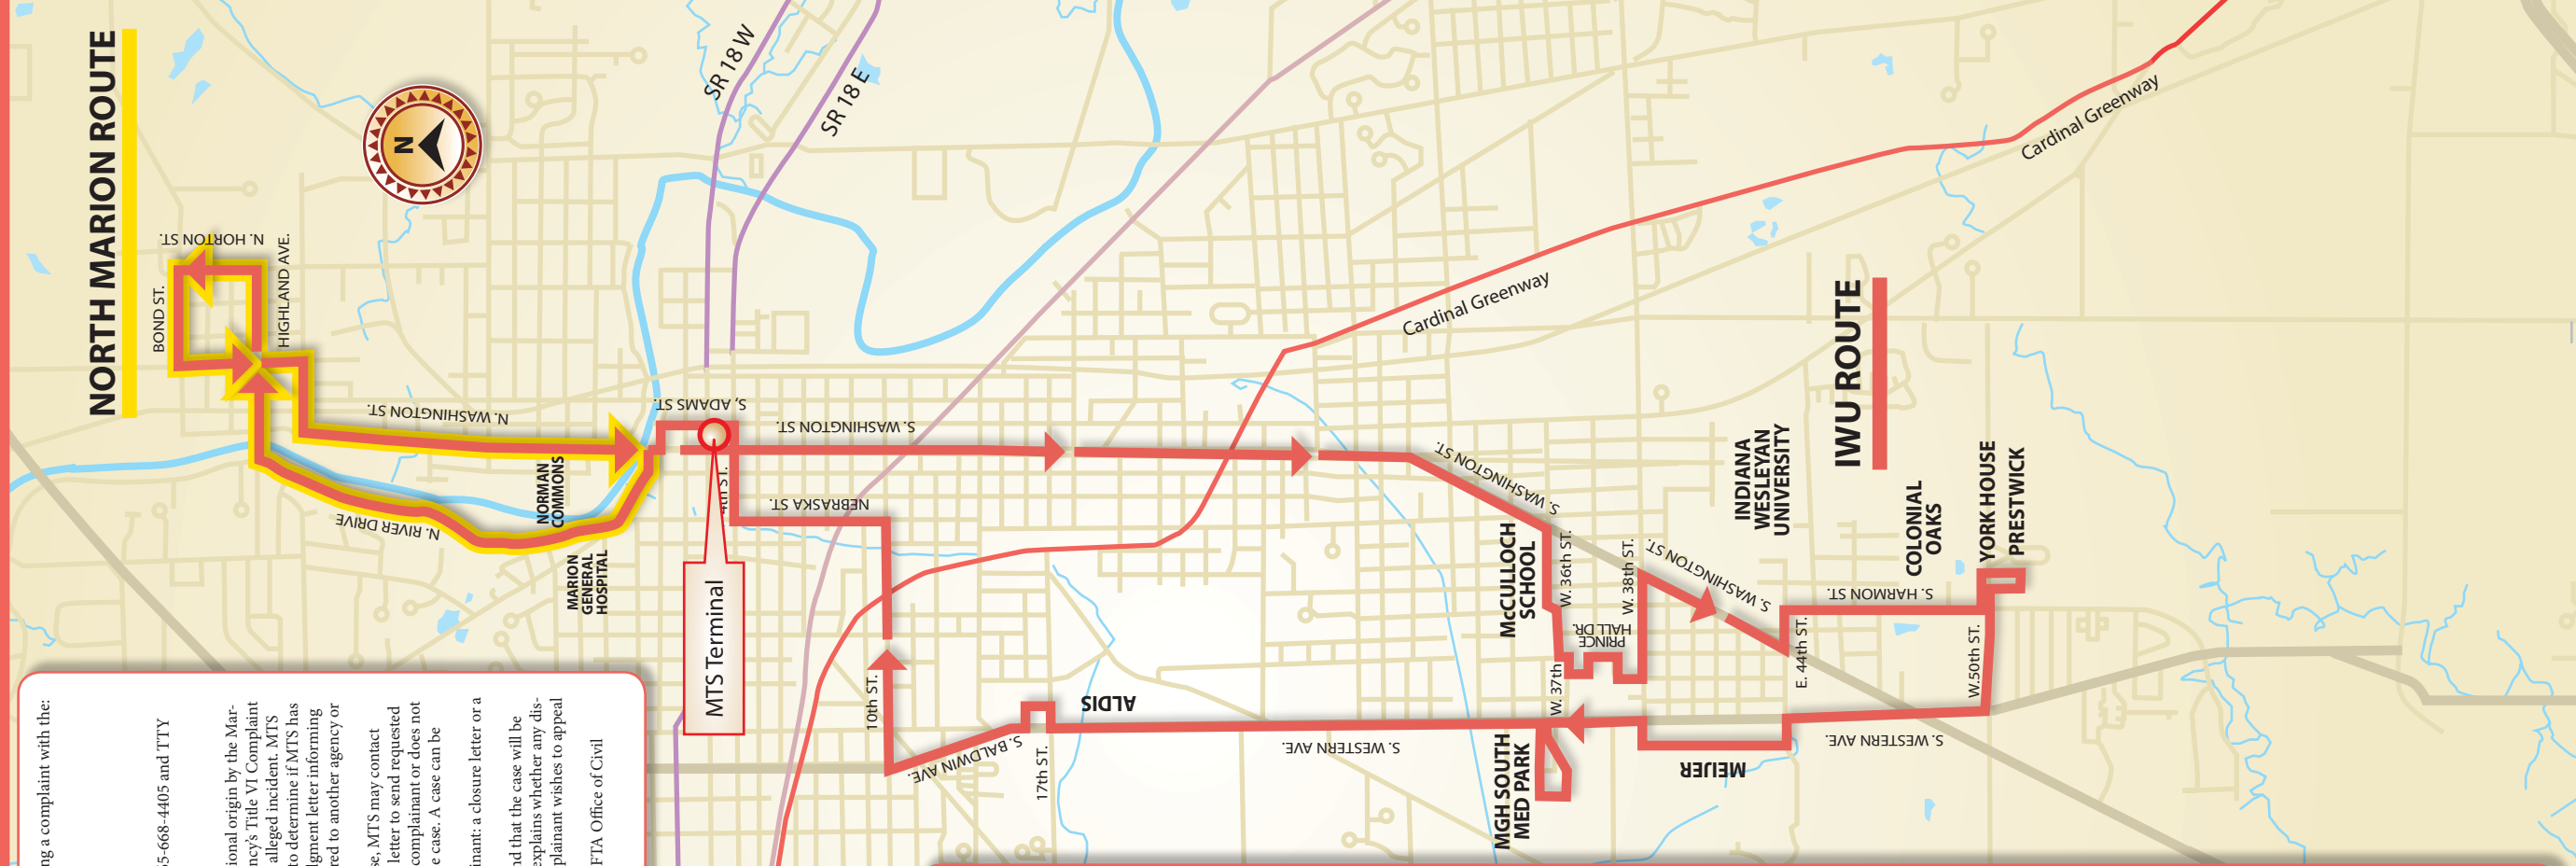 NORTH MARION ROUTE
N
SR 18 W
SR 18 E
N. HORTON ST.
BOND ST.
HIGHLAND AVE.
N. WASHINGTON ST.
N. RIVER DRIVE
NORMAN
COMMONS
MARION
GENERAL
HOSPITAL
S, ADAMS ST.
S. WASHINGTON ST.
4th ST.
NEBRASKA ST.
MTS Terminal
10th ST.
S. BALDWIN AVE.
17th ST.
ALDIS
S. WESTERN AVE.
Cardinal Greenway
Cardinal Greenway
S. WASHINGTON ST.
McCULLOCH
SCHOOL
W. 36th ST.
W. 37th
PRINCE
HALL DR.
W. 38th ST.
S. WASHINGTON ST.
MGH SOUTH
MED PARK
MEIJER
E. 44th ST.
S. HARMON ST.
W.50th ST.
S. WESTERN AVE.
INDIANA
WESLEYAN
UNIVERSITY
IWU ROUTE
COLONIAL
OAKS
YORK HOUSE
PRESTWICK
ng a complaint with the:
55-668-4405 and TTY
ional origin by the Mar-
ncy's Title VI Complaint
alleged incident. MTS
to determine if MTS has
dgment letter informing
red to another agency or
se, MTS may contact
letter to send requested
complainant or does not
e case. A case can be
inant: a closure letter or a
nd that the case will be
explains whether any dis-
plainant wishes to appeal
FTA Office of Civil